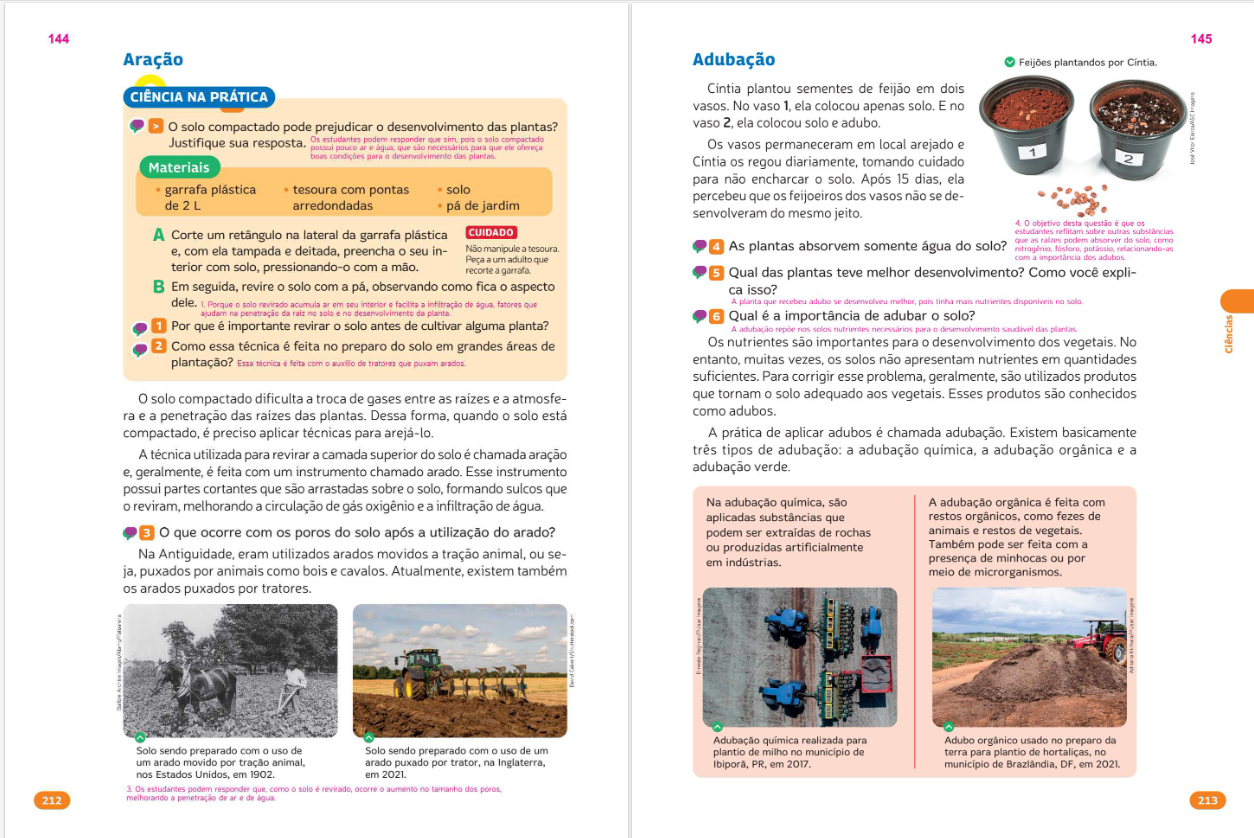 144
Aração
CIÊNCIA NA PRÁTICA
> O solo compactado pode prejudicar o desenvolvimento das plantas?
Justifique sua resposta. Os estudantes podem responder que sim, pois o solo compactado
possui pouco ar e água, que são necessários para que ele ofereça
boas condições para o desenvolvimento das plantas.
Materiais
• garrafa plástica
de 2 L
• tesoura com pontas
arredondadas
• solo
• pá de jardim
A Corte um retângulo na lateral da garrafa plástica
e, com ela tampada e deitada, preencha o seu in-
terior com solo, pressionando-o com a mão.
CUIDADO
Não manipule a tesoura.
Peça a um adulto que
recorte a garrafa.
B Em seguida, revire o solo com a pá, observando como fica o aspecto
dele. 1. Porque o solo revirado acumula ar em seu interior e facilita a infiltração de água, fatores que
ajudam na penetração da raiz no solo e no desenvolvimento da planta.
1 Por que é importante revirar o solo antes de cultivar alguma planta?
2 Como essa técnica é feita no preparo do solo em grandes áreas de
plantação? Essa técnica é feita com o auxílio de tratores que puxam arados.
O solo compactado dificulta a troca de gases entre as raízes e a atmosfe-
ra e a penetração das raízes das plantas. Dessa forma, quando o solo está
compactado, é preciso aplicar técnicas para arejá-lo.
A técnica utilizada para revirar a camada superior do solo é chamada aração
e, geralmente, é feita com um instrumento chamado arado. Esse instrumento
possui partes cortantes que são arrastadas sobre o solo, formando sulcos que
o reviram, melhorando a circulação de gás oxigênio e a infiltração de água.
3 O que ocorre com os poros do solo após a utilização do arado?
Na Antiguidade, eram utilizados arados movidos a tração animal, ou se-
ja, puxados por animais como bois e cavalos. Atualmente, existem também
os arados puxados por tratores.
Solo sendo preparado com o uso de
um arado movido por tração animal,
nos Estados Unidos, em 1902.
Solo sendo preparado com o uso de um
arado puxado por trator, na Inglaterra,
em 2021.
3. Os estudantes podem responder que, como o solo é revirado, ocorre o aumento no tamanho dos poros,
melhorando a penetração de ar e de água.
212
145
Adubação
Cíntia plantou sementes de feijão em dois
vasos. No vaso 1, ela colocou apenas solo. E no
vaso 2, ela colocou solo e adubo.
Os vasos permaneceram em local arejado e
Cíntia os regou diariamente, tomando cuidado
para não encharcar o solo. Após 15 dias, ela
percebeu que os feijoeiros dos vasos não se de-
senvolveram do mesmo jeito.
Feijões plantandos por Cíntia.
1
2
4. O objetivo desta questão é que os
estudantes reflitam sobre outras substâncias
que as raízes podem absorver do solo, como
nitrogênio, fósforo, potássio, relacionando-as
com a importância dos adubos.
4 As plantas absorvem somente água do solo?
5 Qual das plantas teve melhor desenvolvimento? Como você expli-
ca isso?
A planta que recebeu adubo se desenvolveu melhor, pois tinha mais nutrientes disponíveis no solo.
6 Qual é a importância de adubar o solo?
A adubação repõe nos solos nutrientes necessários para o desenvolvimento saudável das plantas.
Os nutrientes são importantes para o desenvolvimento dos vegetais. No
entanto, muitas vezes, os solos não apresentam nutrientes em quantidades
suficientes. Para corrigir esse problema, geralmente, são utilizados produtos
que tornam o solo adequado aos vegetais. Esses produtos são conhecidos
como adubos.
A prática de aplicar adubos é chamada adubação. Existem basicamente
três tipos de adubação: a adubação química, a adubação orgânica e a
adubação verde.
Na adubação química, são
aplicadas substâncias que
podem ser extraídas de rochas
ou produzidas artificialmente
em indústrias.
Adubação química realizada para
plantio de milho no município de
Ibiporã, PR, em 2017.
A adubação orgânica é feita com
restos orgânicos, como fezes de
animais e restos de vegetais.
Também pode ser feita com a
presença de minhocas ou por
meio de microrganismos.
Adubo orgânico usado no preparo da
terra para plantio de hortaliças, no
município de Brazlândia, DF, em 2021.
Ciências
213